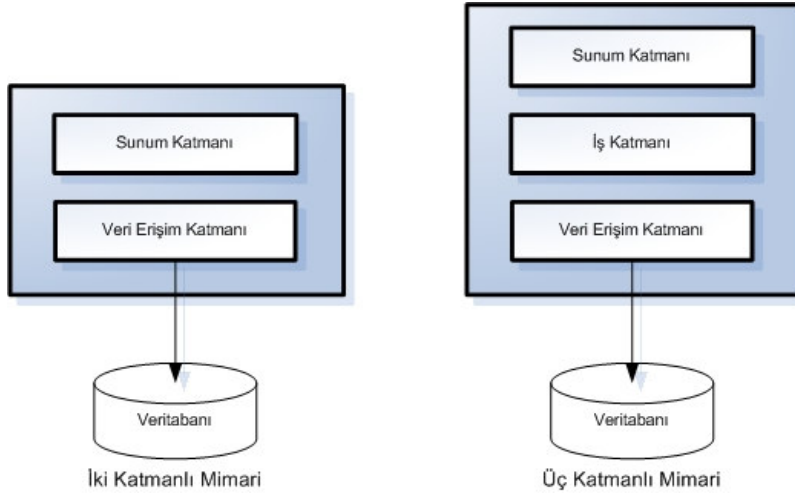 Sunum Katmanı
Veri Erişim Katmanı
Veritabanı
İki Katmanlı Mimari
Sunum Katmanı
İş Katmanı
Veri Erişim Katmanı
Veritabanı
Üç Katmanlı Mimari